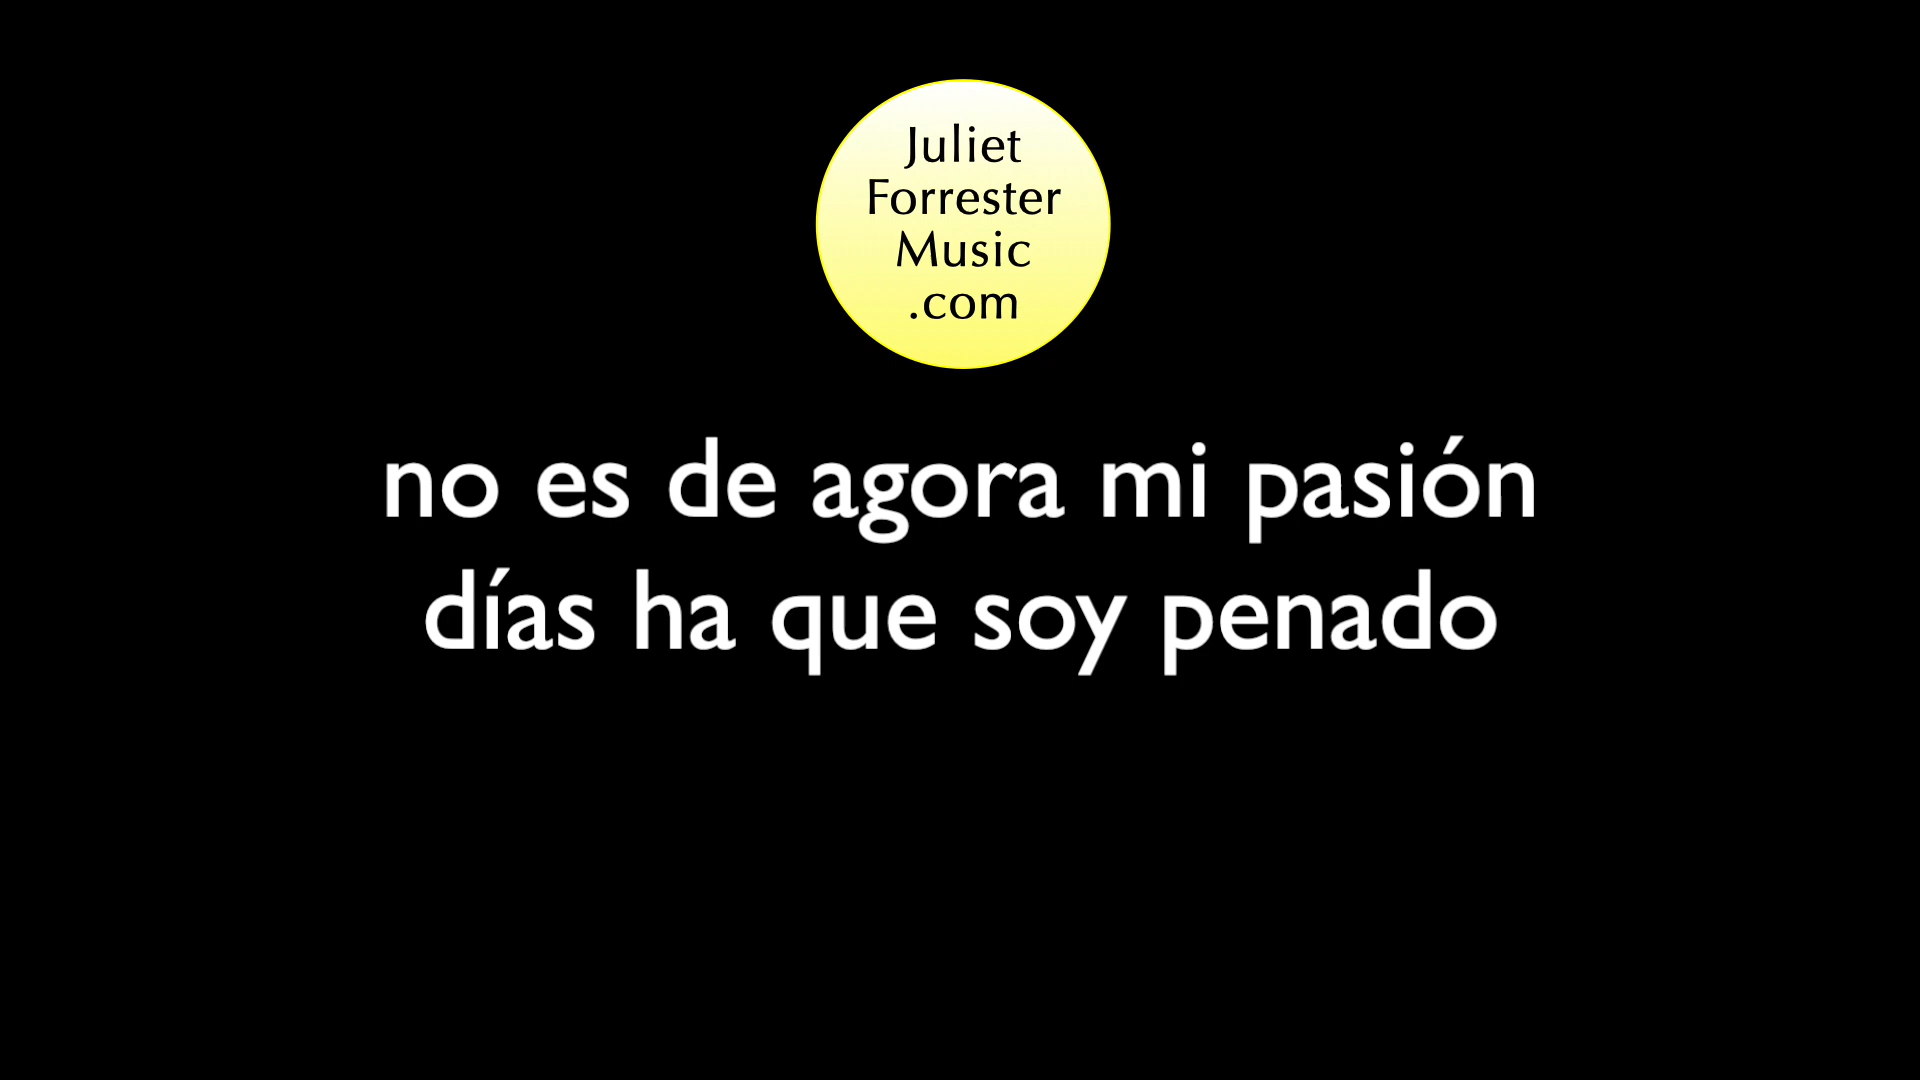 Juliet
Forrester
Music
.com
no es de agora mi pasión
días ha que soy penado